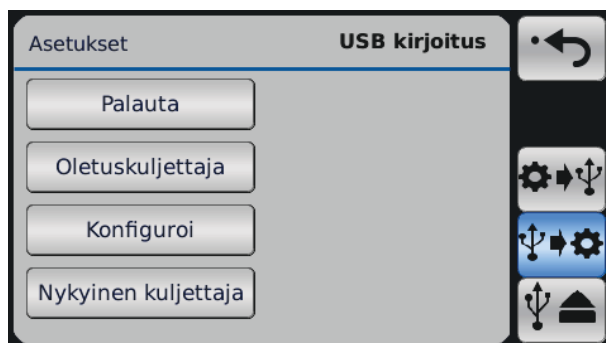 Asetukset USB kirjoitus
Palauta
Oletuskuljettaja
Konfiguroi
Nykyinen kuljettaja